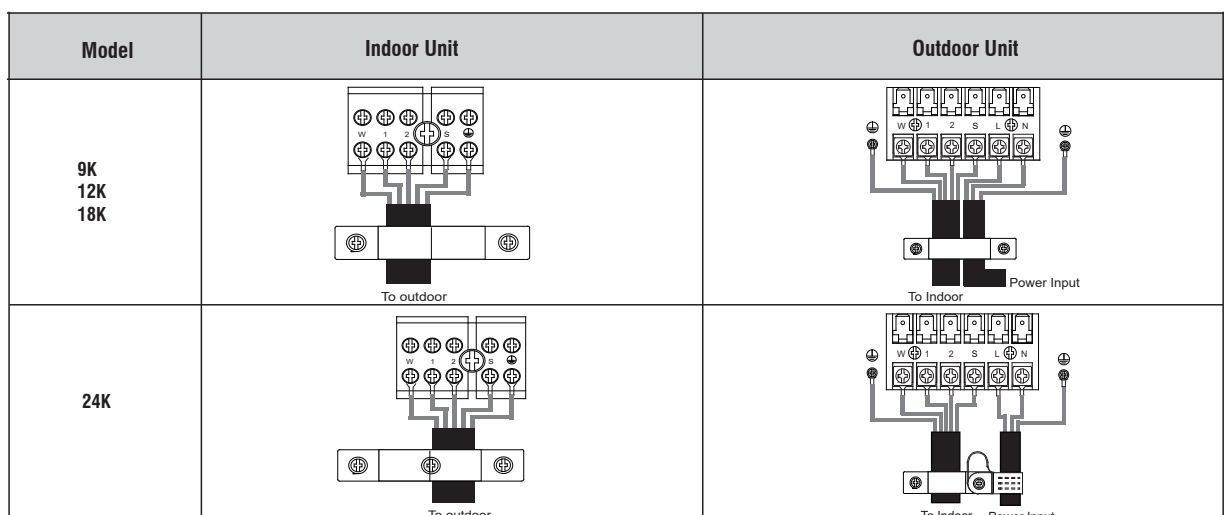 Model Indoor Unit Outdoor Unit
9K
12K
18K
W 1 2 S
To outdoor
W 1 2 S L N
To Indoor
Power Input
24K
W 1 2 S
To outdoor
W 1 2 S L N
To Indoor Power Input